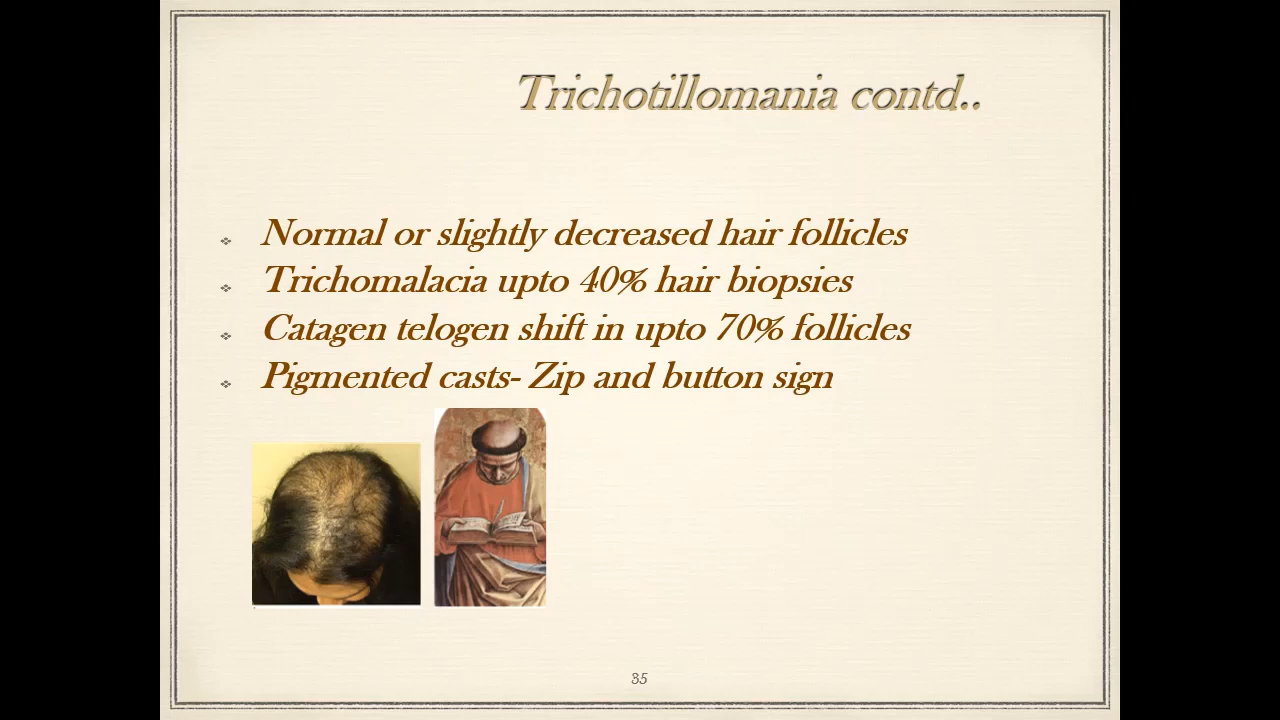 Trichotillomania contd..
Normal or slightly decreased hair follicles
Trichomalacia upto 40% hair biopsies
Catagen telogen shift in upto 70% follicles
Pigmented casts- Zip and button sign
35